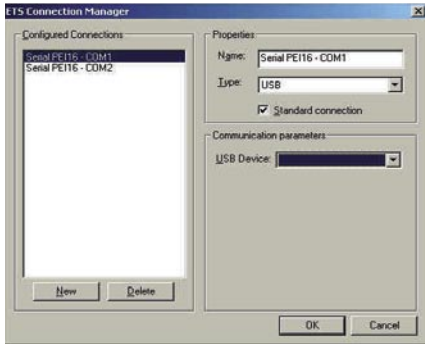 ETS Connection Manager
Configured Connections
Serial PEI16 - COM1
Serial PEI16 - COM2
New
Delete
Properties
Name: Serial PEI16 - COM1
Type: USB
Standard connection
Communication parameters
USB Device:
OK
Cancel